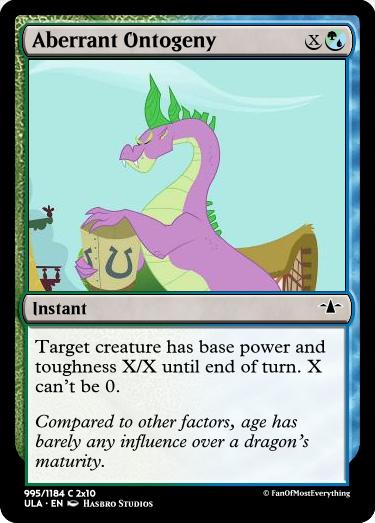 Aberrant Ontogeny X
Instant
Target creature has base power and
toughness X/X until end of turn. X
can't be 0.
Compared to other factors, age has
barely any influence over a dragon's
maturity.
995/1184 C 2x10
ULA • EN HASBRO STUDIOS
© FanOfMostEverything